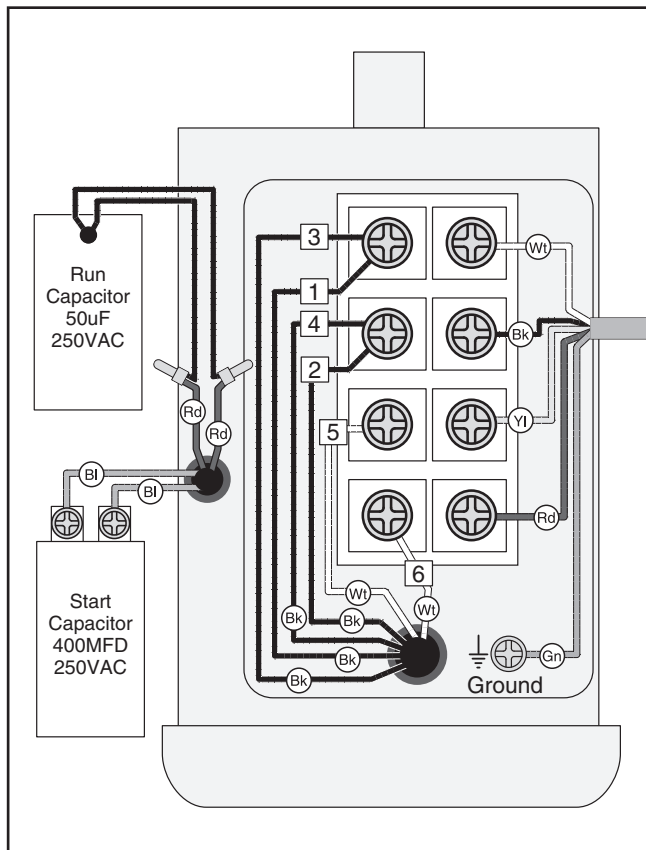 3
Wt
1
Run
Capacitor
50uF
250VAC
4
Bk
2
Rd
Rd
5
Yl
Bl
Bl
Rd
6
Start
Capacitor
400MFD
250VAC
Wt
Wt
Bk
Bk
Bk
Bk
Gn
Ground